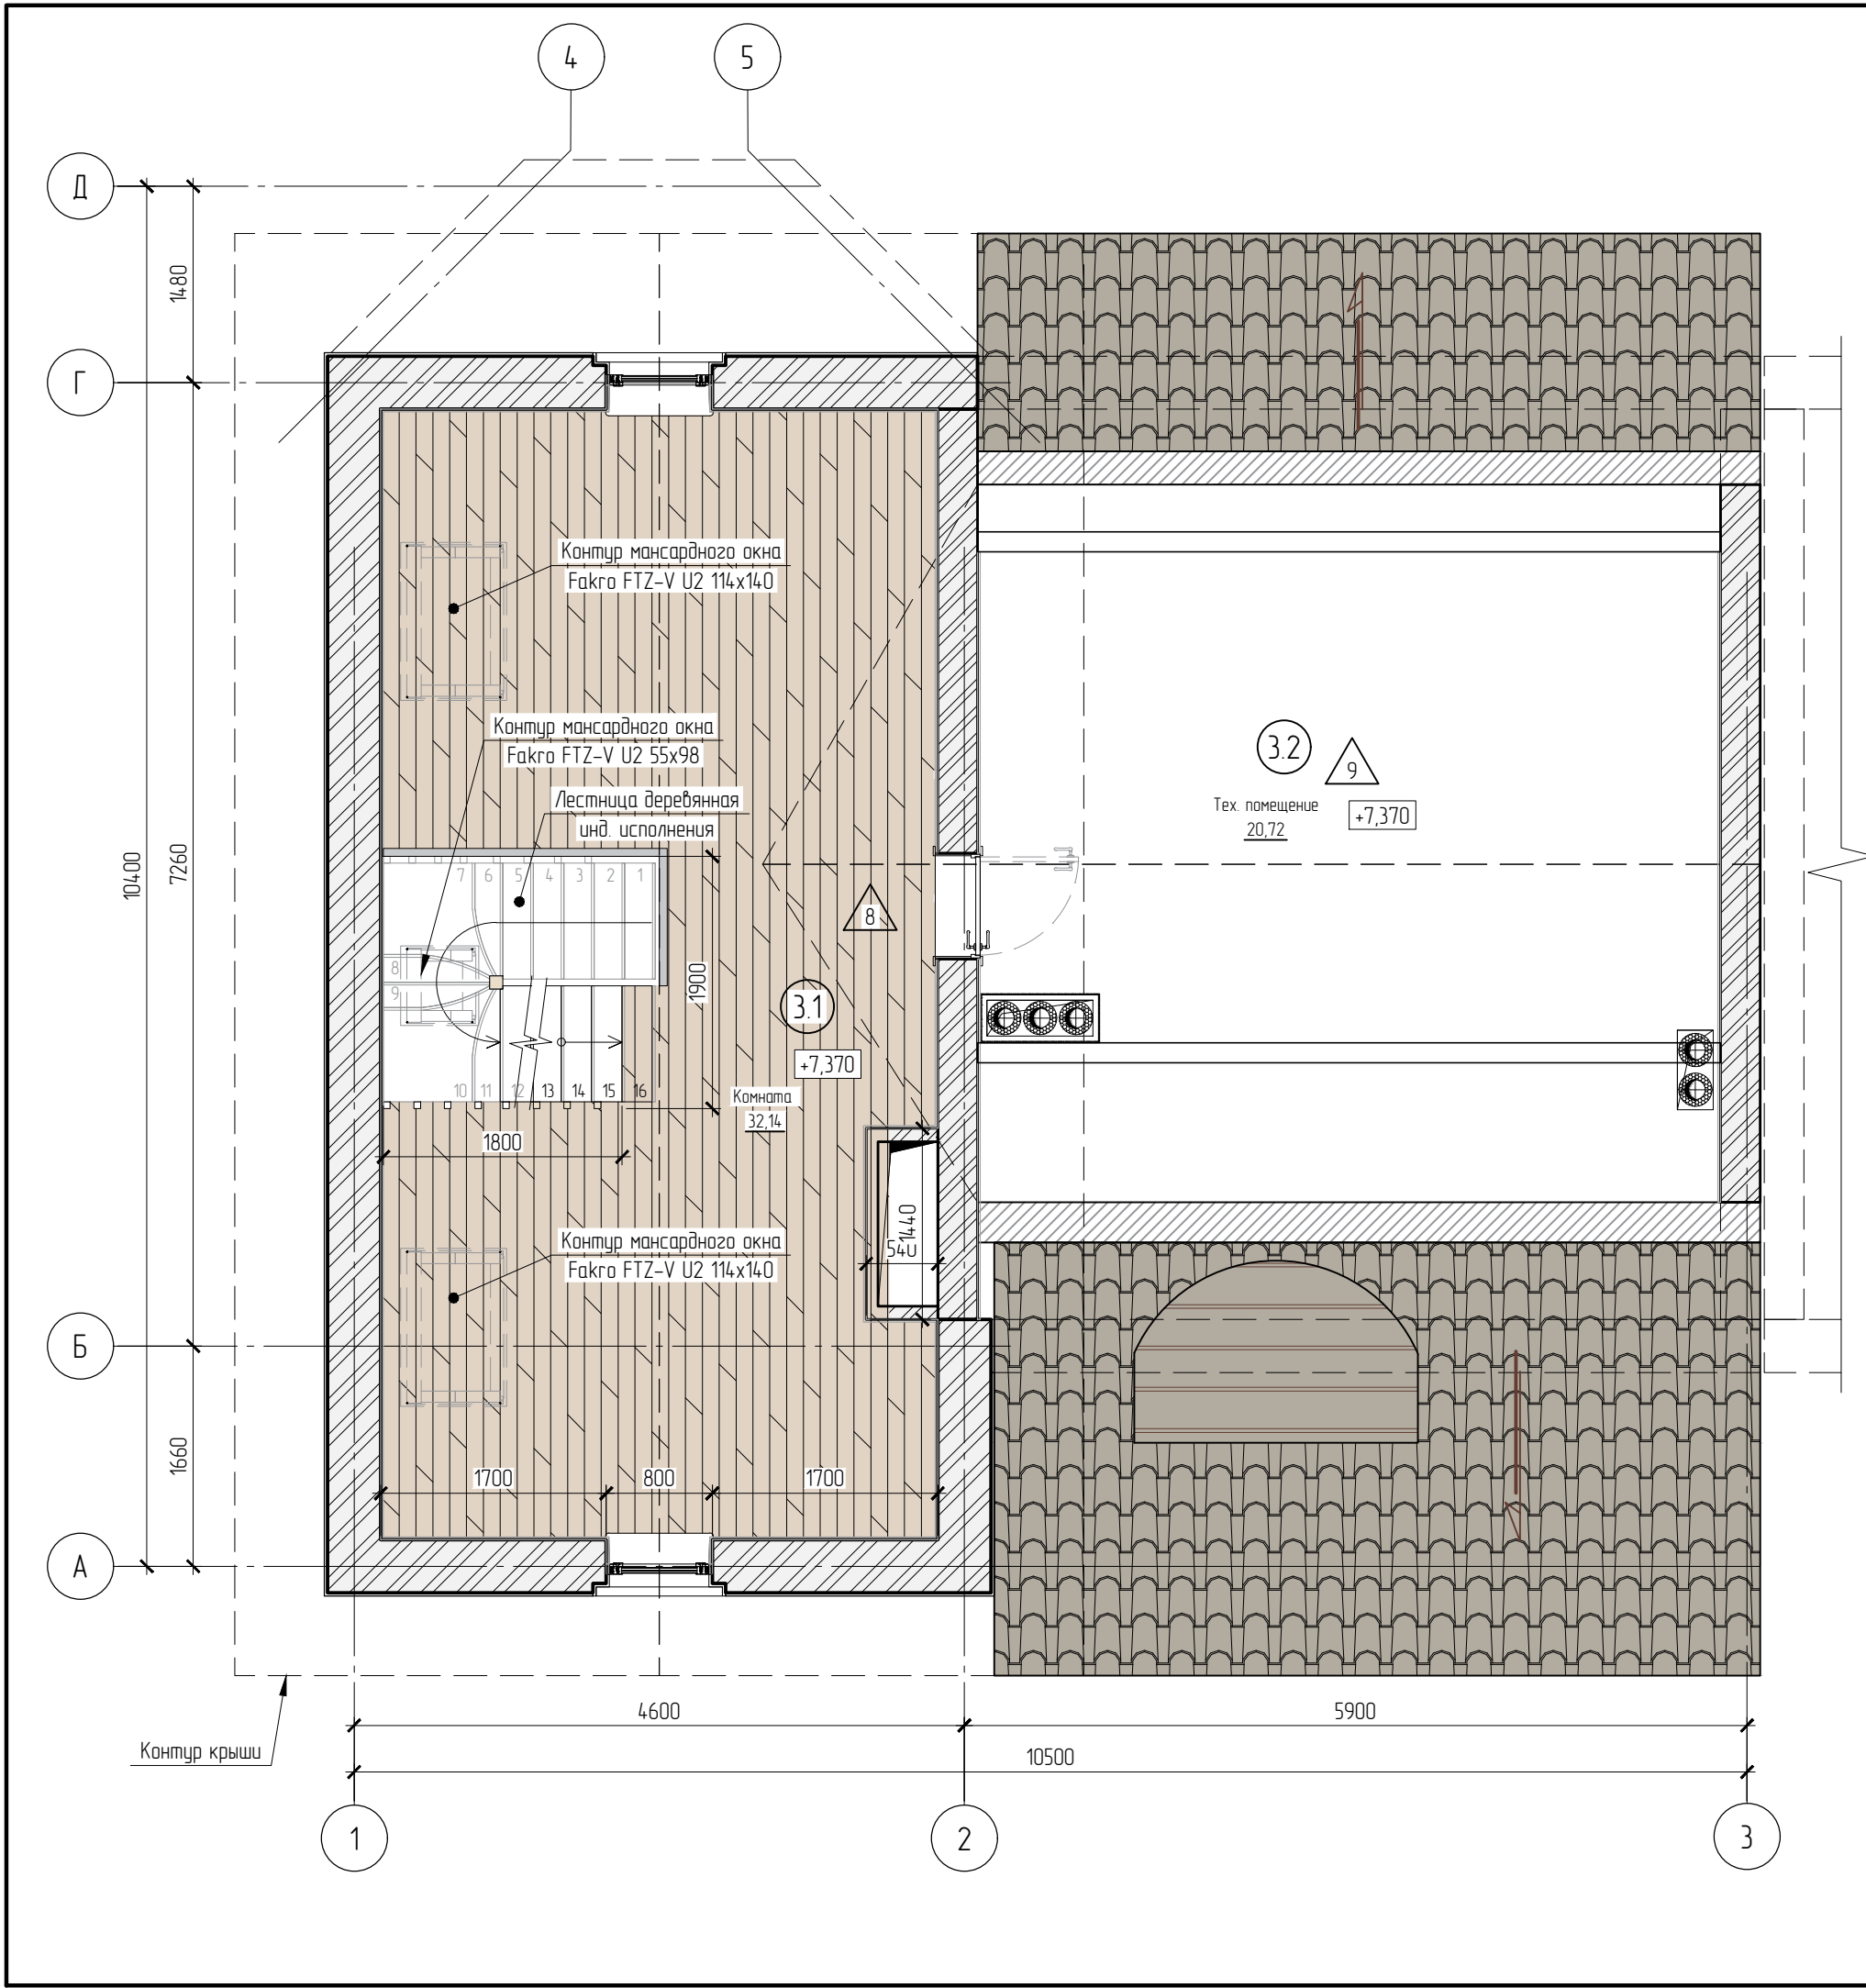 4
5
Д
1480
Г
Контур мансардного окна
Fakro FTZ-V U2 114x140
Контур мансардного окна
Fakro FTZ-V U2 55x98
3.2
9
Тех. помещение
+7,370
20,72
Лестница деревянная
инд. исполнения
10400
7260
7
6
5
4
3
2
1
8
8
9
1900
3.1
+7,370
10
11
12
13
14
15
16
Комната
32,14
1800
1440
540
Контур мансардного окна
Fakro FTZ-V U2 114x140
Б
1660
1700
800
1700
А
4600
5900
Контур крыши
10500
1
2
3